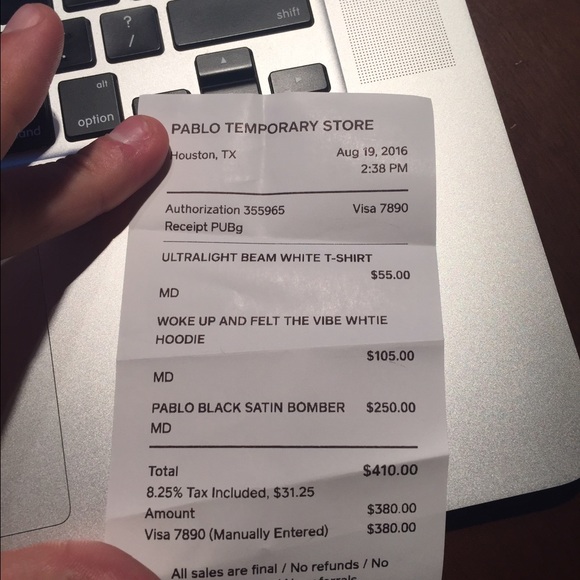 shift
?
/
alt
option
PABLO TEMPORARY STORE
Houston, TX Aug 19, 2016
2:38 PM
Authorization 355965 Visa 7890
Receipt PUBg
ULTRALIGHT BEAM WHITE T-SHIRT
$55.00
MD
WOKE UP AND FELT THE VIBE WHTIE
HOODIE
$105.00
MD
PABLO BLACK SATIN BOMBER $250.00
MD
Total $410.00
8.25% Tax Included, $31.25
Amount $380.00
Visa 7890 (Manually Entered) $380.00
All sales are final / No refunds / No